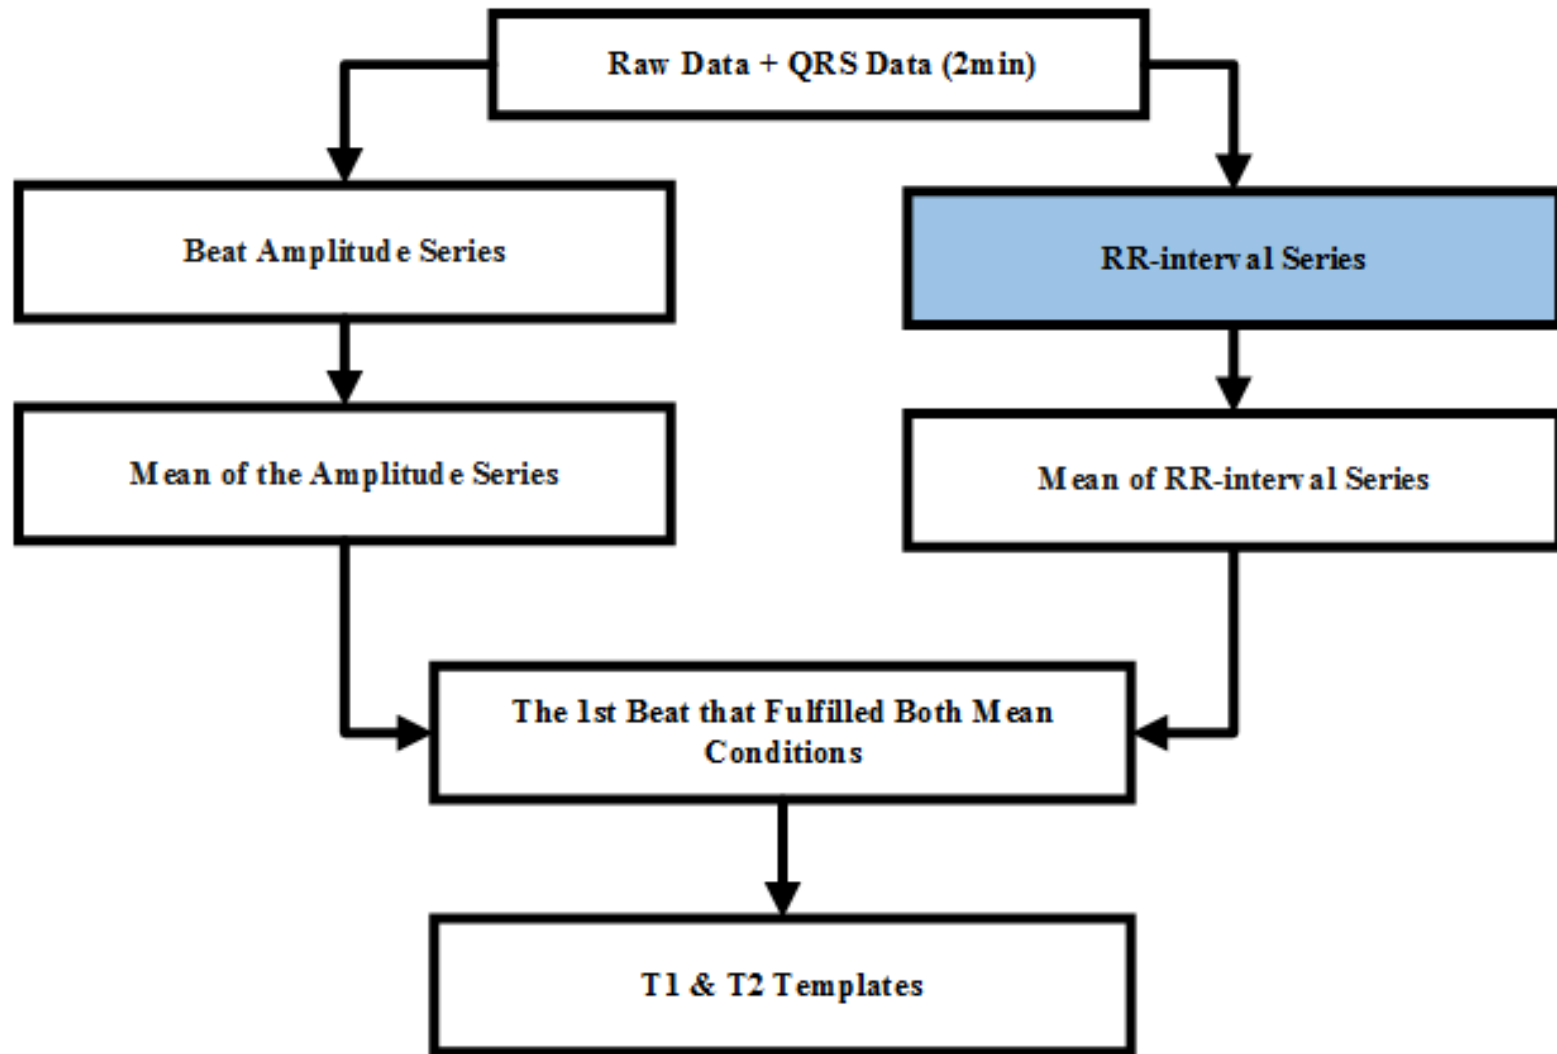 Raw Data + QRS Data (2min)
Beat Amplitude Series
RR-interval Series
Mean of the Amplitude Series
Mean of RR-interval Series
The 1st Beat that Fulfilled Both Mean
Conditions
T1 & T2 Templates